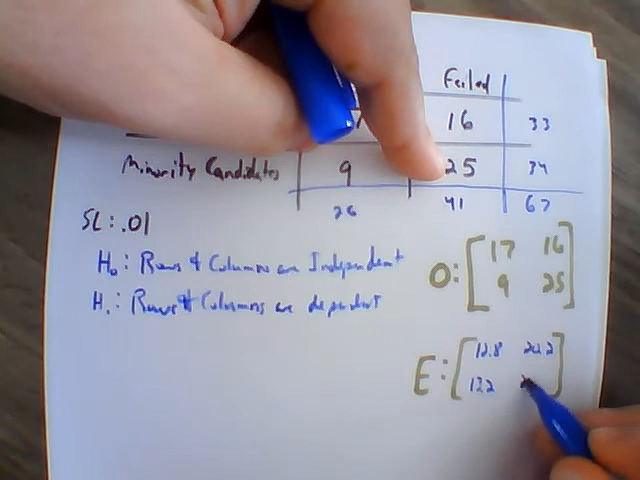 Failed
16 33
Minority Candidates 9 25 34
26 41 67
SL: .01
H₀: Rows & Columns are Independent
H₁: Rows & Columns are dependent
O: [17 16
9 25]
E: [12.8 20.2
13.2